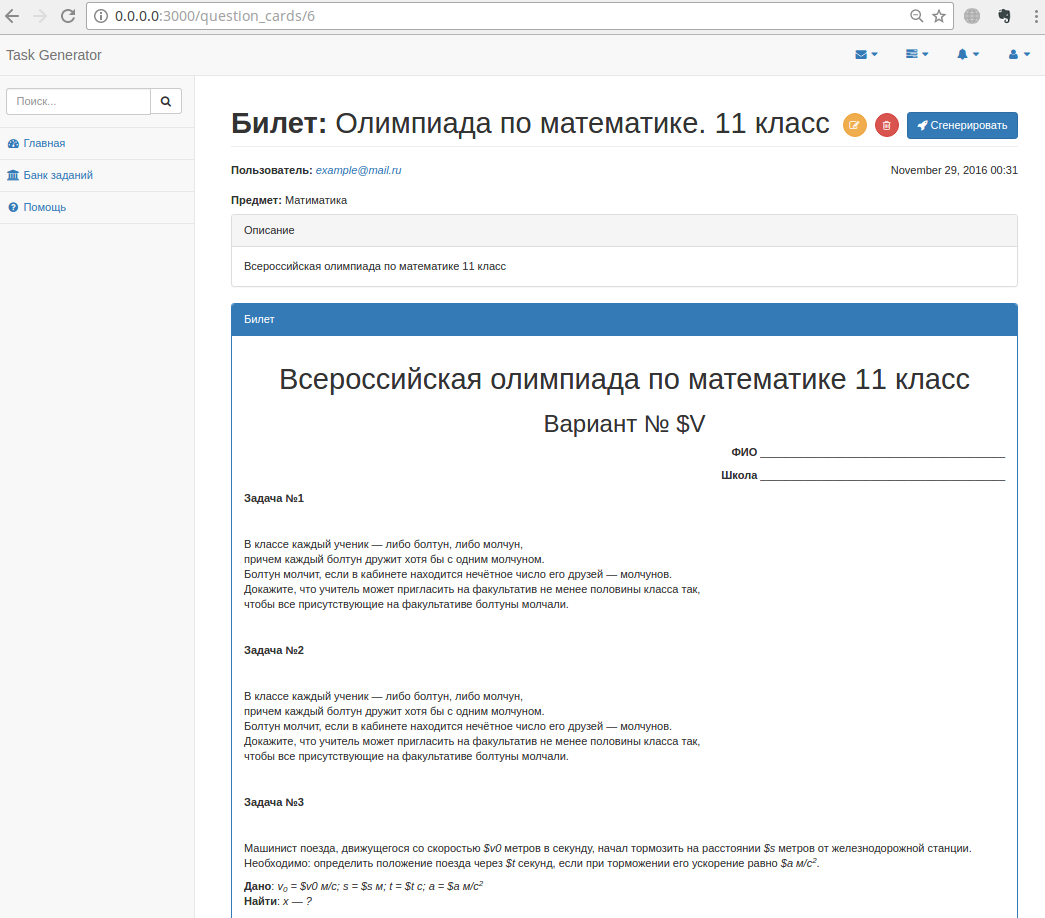 0.0.0.0:3000/question_cards/6
Task Generator
Поиск...
Главная
Банк заданий
Помощь
Билет: Олимпиада по математике. 11 класс
Сгенерировать
Пользователь: example@mail.ru
November 29, 2016 00:31
Предмет: Матиматика
Описание
Всероссийская олимпиада по математике 11 класс
Билет
Всероссийская олимпиада по математике 11 класс
Вариант № $V
ФИО ________________________________________
Школа ________________________________________
Задача №1
В классе каждый ученик — либо болтун, либо молчун,
причем каждый болтун дружит хотя бы с одним молчуном.
Болтун молчит, если в кабинете находится нечётное число его друзей — молчунов.
Докажите, что учитель может пригласить на факультатив не менее половины класса так,
чтобы все присутствующие на факультативе болтуны молчали.
Задача №2
В классе каждый ученик — либо болтун, либо молчун,
причем каждый болтун дружит хотя бы с одним молчуном.
Болтун молчит, если в кабинете находится нечётное число его друзей — молчунов.
Докажите, что учитель может пригласить на факультатив не менее половины класса так,
чтобы все присутствующие на факультативе болтуны молчали.
Задача №3
Машинист поезда, движущегося со скоростью $v0 метров в секунду, начал тормозить на расстоянии $s метров от железнодорожной станции.
Необходимо: определить положение поезда через $t секунд, если при торможении его ускорение равно $a м/с².
Дано: v₀ = $v0 м/с; s = $s м; t = $t с; a = $a м/с²
Найти: x — ?